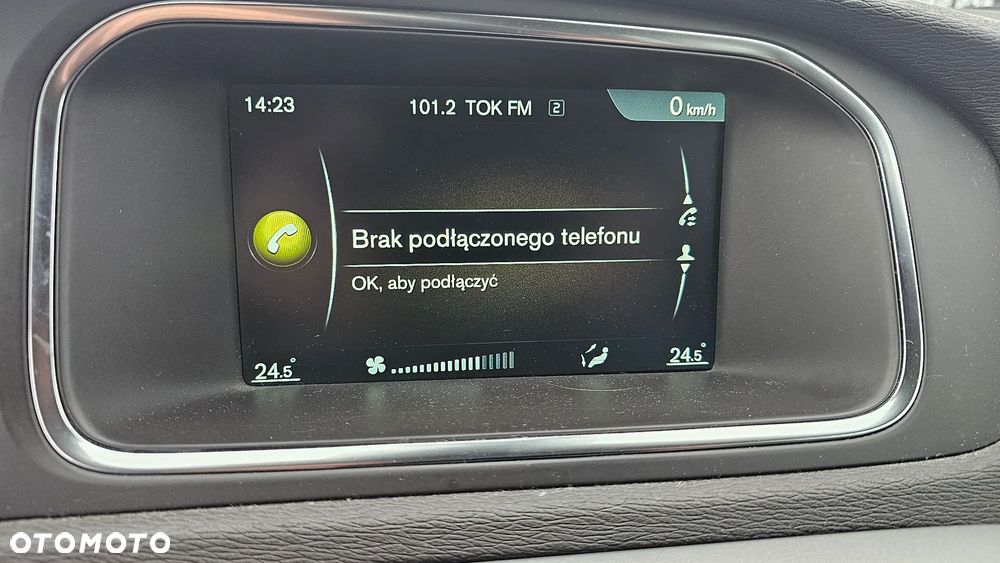 14:23 101.2 TOK FM 2 0 km/h
Brak podłączonego telefonu
OK, aby podłączyć
24.5° 24.5°
OTOMOTO